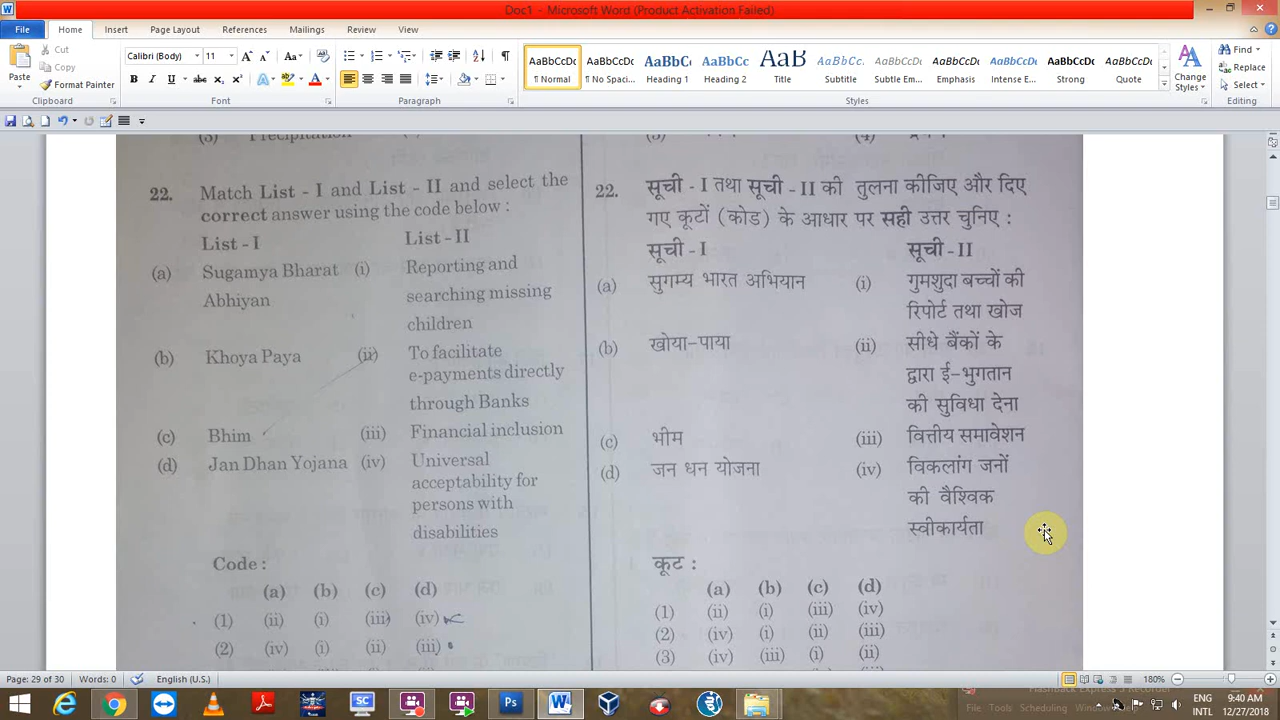 Doc1 - Microsoft Word (Product Activation Failed)
File Home Insert Page Layout References Mailings Review View
Paste
Cut
Copy
Format Painter
Clipboard
Calibri (Body) 11
Font
Paragraph
AaBbCcDc AaBbCcDc AaBbC AaBbCc AaB AaBbCc. AaBbCcDc AaBbCcDc AaBbCcDc AaBbCcDc AaBbCcDc
¶ Normal ¶ No Spaci... Heading 1 Heading 2 Title Subtitle Subtle Em... Emphasis Intense E... Strong Quote
Change Styles
Styles
Find
Replace
Select
Editing
(3) Precipitation
22. Match List - I and List - II and select the
correct answer using the code below :
List - I List - II
(a) Sugamya Bharat (i) Reporting and
Abhiyan searching missing
children
(b) Khoya Paya (ii) To facilitate
e-payments directly
through Banks
(c) Bhim (iii) Financial inclusion
(d) Jan Dhan Yojana (iv) Universal
acceptability for
persons with
disabilities
Code :
(a) (b) (c) (d)
(1) (ii) (i) (iii) (iv)
(2) (iv) (i) (ii) (iii)
22. सूची - I तथा सूची - II की तुलना कीजिए और दिए
गए कूटों (कोड) के आधार पर सही उत्तर चुनिए :
सूची - I सूची - II
(a) सुगम्य भारत अभियान (i) गुमशुदा बच्चों की
रिपोर्ट तथा खोज
(b) खोया-पाया (ii) सीधे बैंकों के
द्वारा ई-भुगतान
की सुविधा देना
(c) भीम (iii) वित्तीय समावेशन
(d) जन धन योजना (iv) विकलांग जनों
की वैश्विक
स्वीकार्यता
कूट :
(a) (b) (c) (d)
(1) (ii) (i) (iii) (iv)
(2) (iv) (i) (ii) (iii)
(3) (iv) (iii) (i) (ii)
Page: 29 of 30 Words: 0 English (U.S.) 180%
FlashBack Express Recorder
File Tools Scheduling
ENG
INTL
9:40 AM
12/27/2018